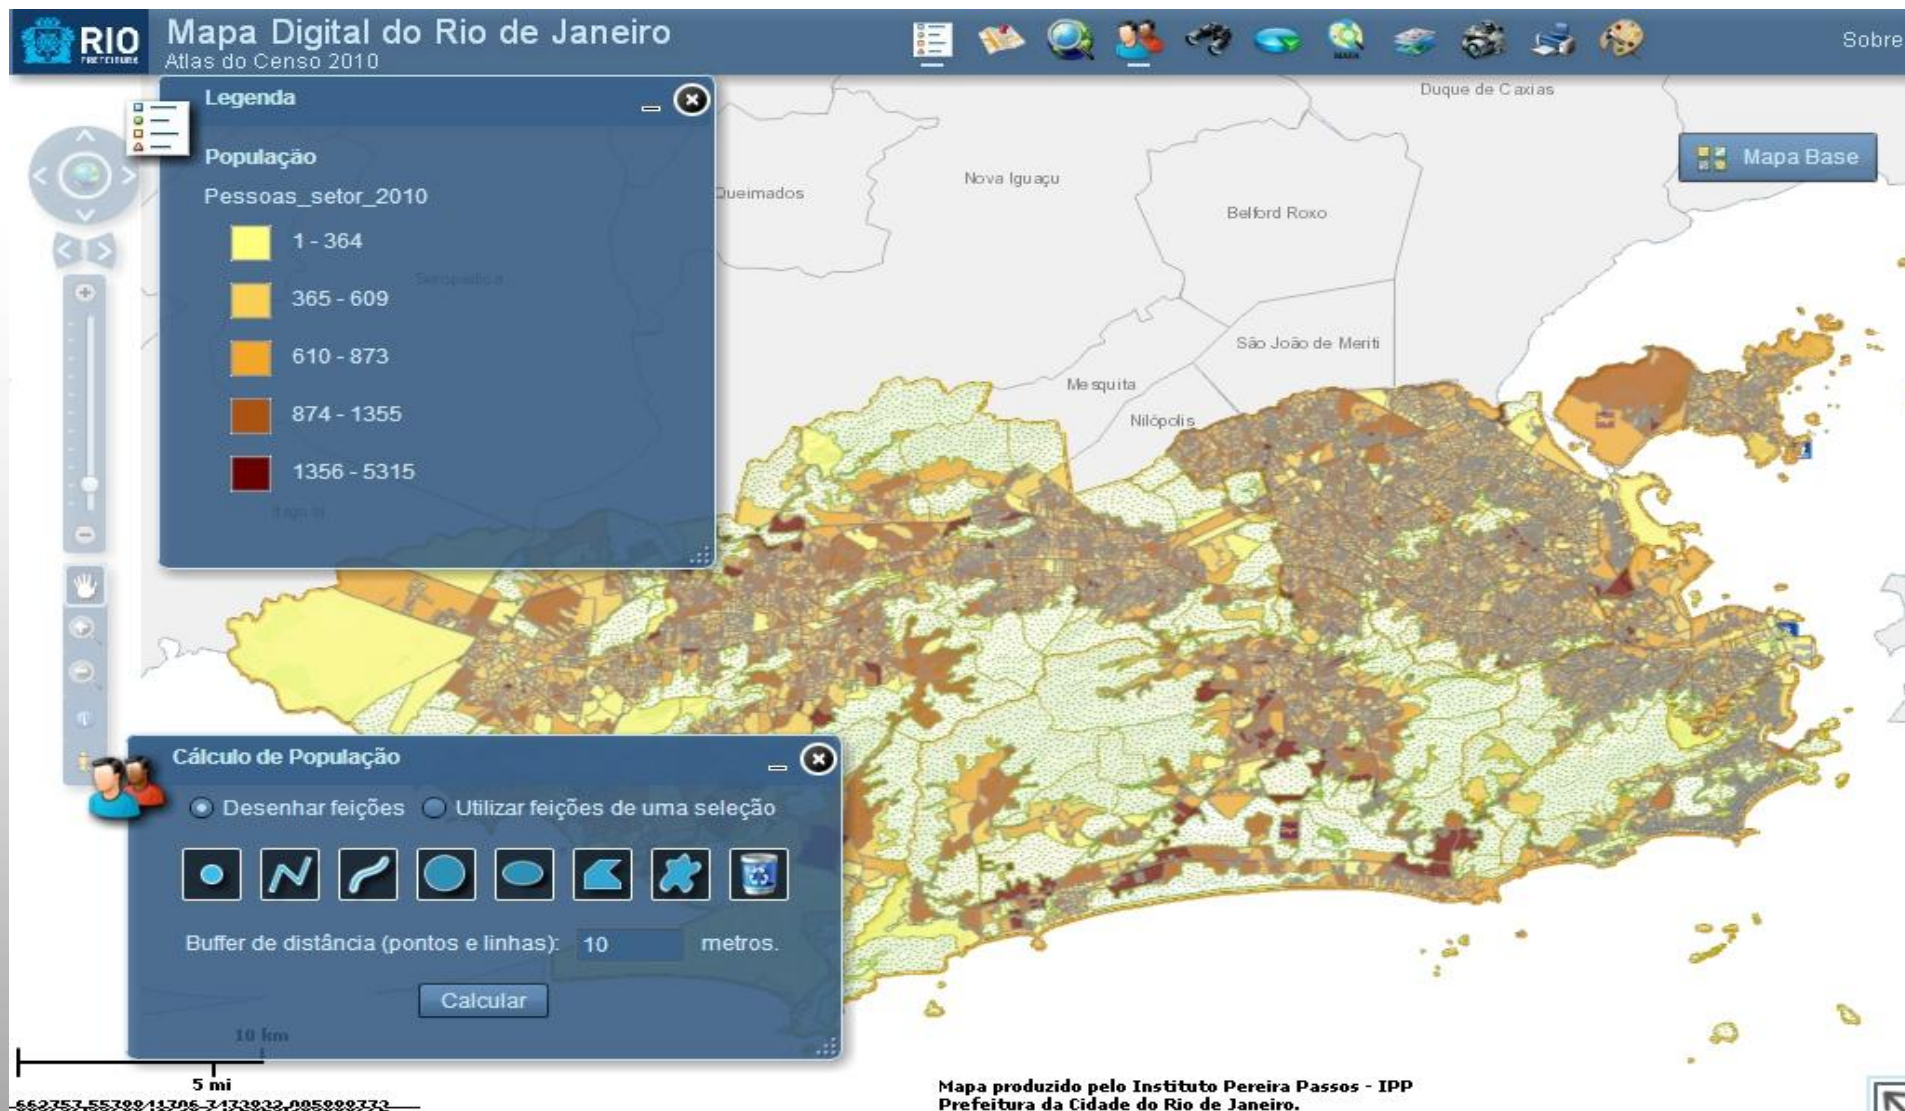 RIO
PREFEITURA
Mapa Digital do Rio de Janeiro
Atlas do Censo 2010
MAPA
Sobre
Legenda
População
Pessoas_setor_2010
1 - 364
365 - 609
610 - 873
874 - 1355
1356 - 5315
Seropédica
Itaguaí
Duque de Caxias
Mapa Base
Nova Iguaçu
Queimados
Belford Roxo
São João de Meriti
Mesquita
Nilópolis
Cálculo de População
Desenhar feições
Utilizar feições de uma seleção
Buffer de distância (pontos e linhas): 10 metros.
Calcular
10 km
5 mi
Mapa produzido pelo Instituto Pereira Passos - IPP
Prefeitura da Cidade do Rio de Janeiro.